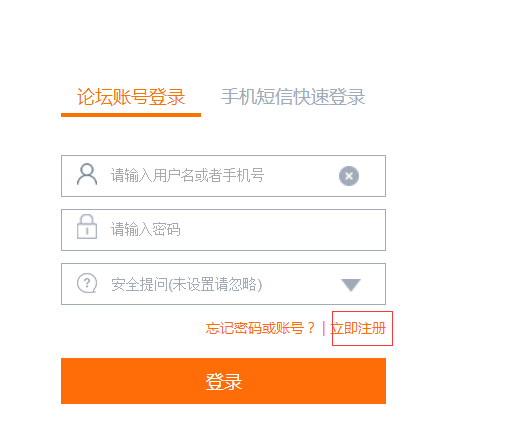 论坛账号登录 手机短信快速登录
请输入用户名或者手机号
请输入密码
安全提问(未设置请忽略)
忘记密码或账号？ | 立即注册
登录